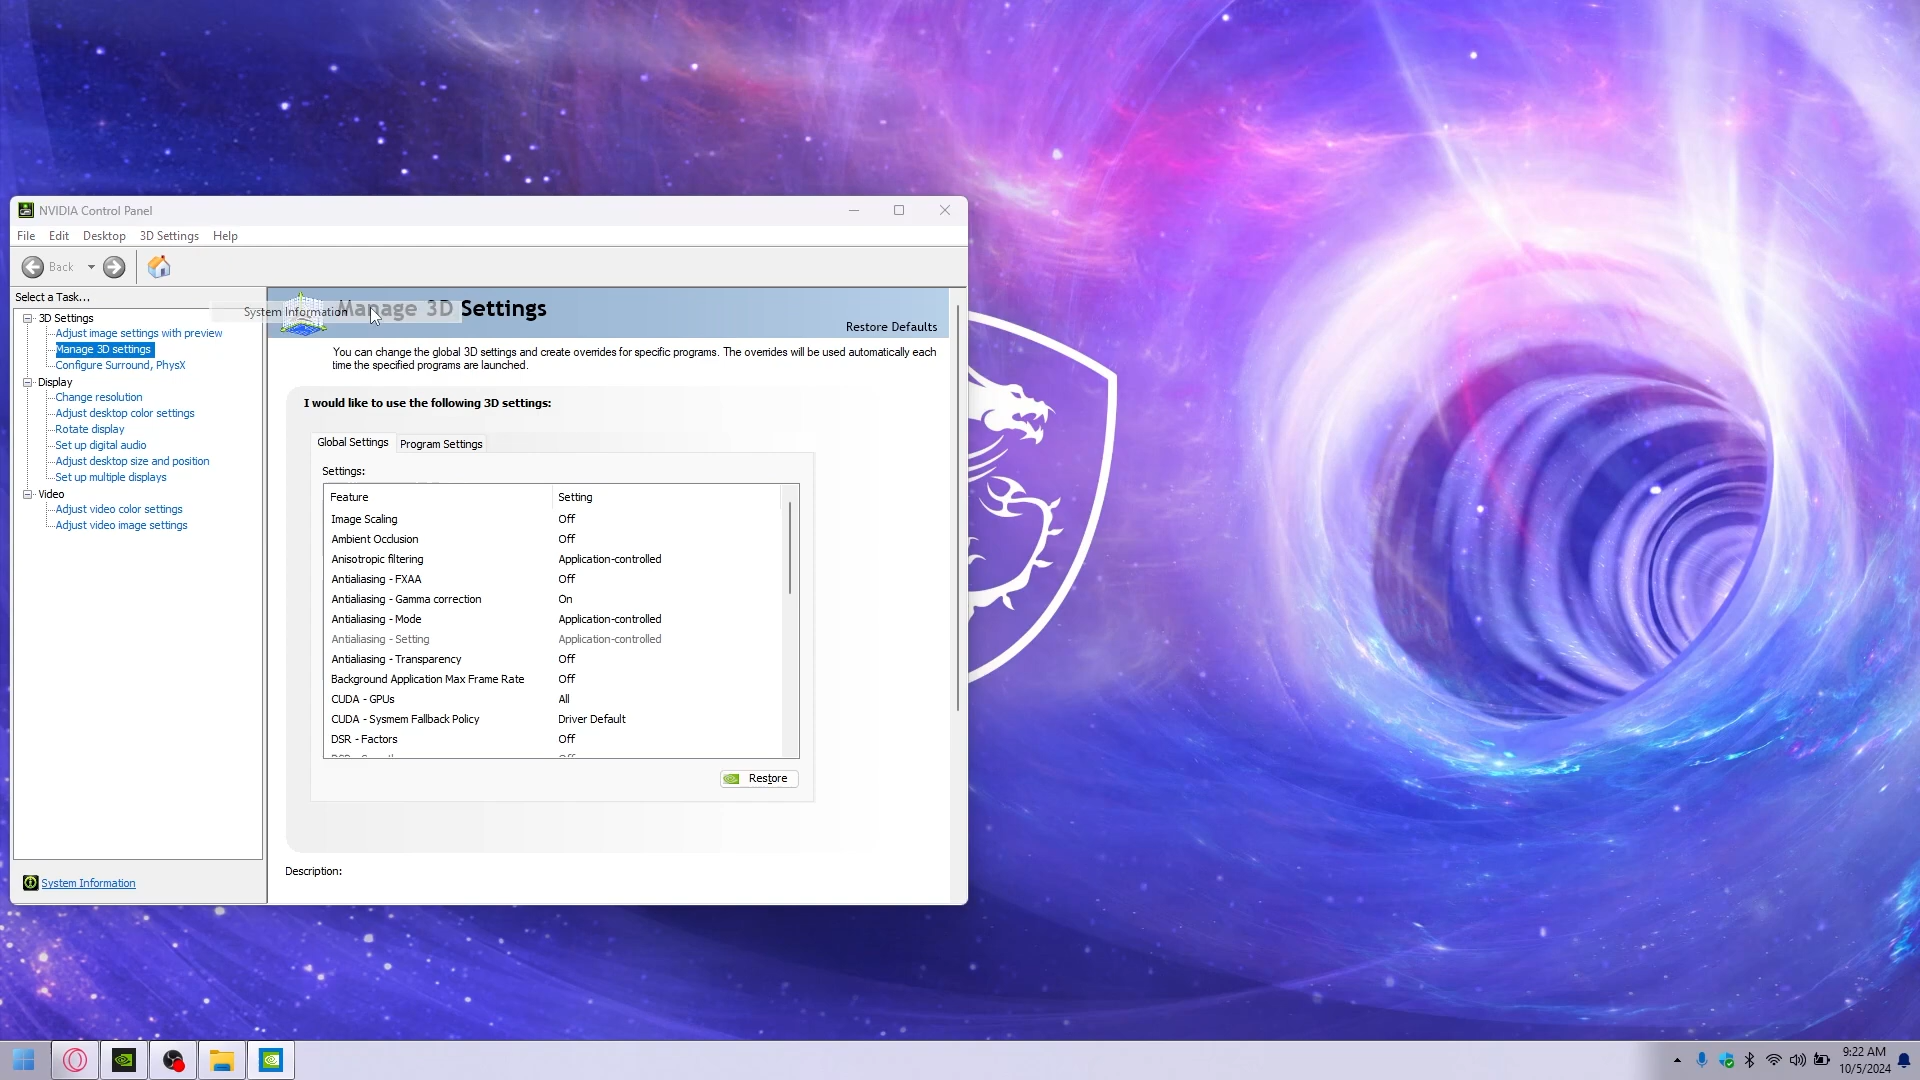 NVIDIA Control Panel
File Edit Desktop 3D Settings Help
Back
Select a Task...
3D Settings
Adjust image settings with preview
Manage 3D settings
Configure Surround, PhysX
Display
Change resolution
Adjust desktop color settings
Rotate display
Set up digital audio
Adjust desktop size and position
Set up multiple displays
Video
Adjust video color settings
Adjust video image settings
System Information
System Information
Manage 3D Settings
Restore Defaults
You can change the global 3D settings and create overrides for specific programs. The overrides will be used automatically each
time the specified programs are launched.
I would like to use the following 3D settings:
Global Settings Program Settings
Settings:
Feature Setting
Image Scaling Off
Ambient Occlusion Off
Anisotropic filtering Application-controlled
Antialiasing - FXAA Off
Antialiasing - Gamma correction On
Antialiasing - Mode Application-controlled
Antialiasing - Setting Application-controlled
Antialiasing - Transparency Off
Background Application Max Frame Rate Off
CUDA - GPUs All
CUDA - Sysmem Fallback Policy Driver Default
DSR - Factors Off
Restore
Description:
9:22 AM
10/5/2024